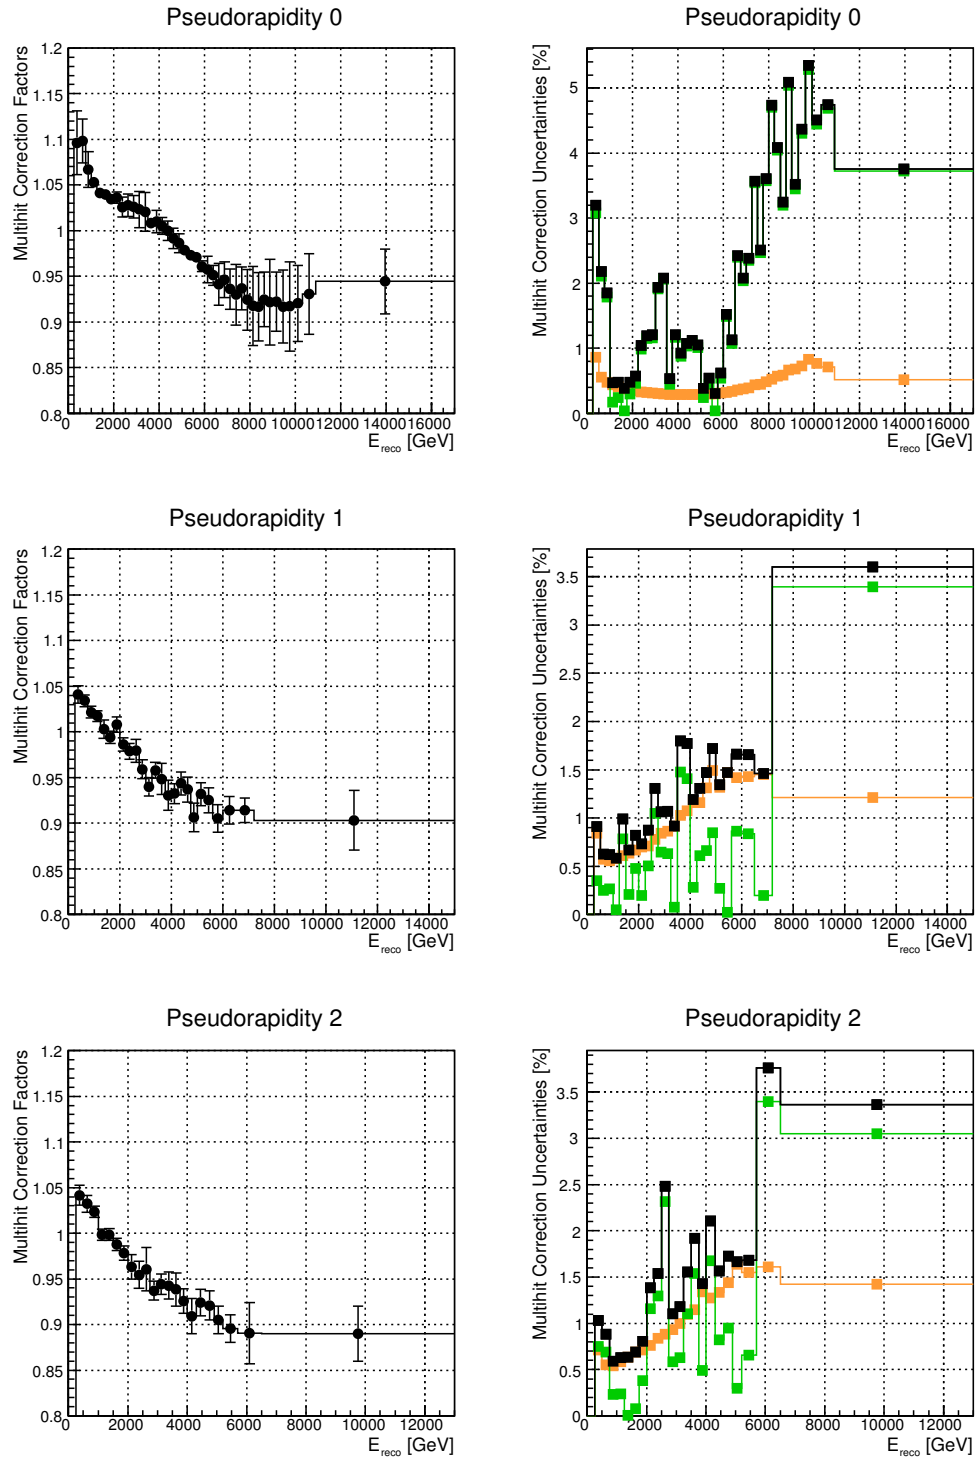 Pseudorapidity 0
Multihit Correction Factors
1.2
1.15
1.1
1.05
1
0.95
0.9
0.85
0.8
0 2000 4000 6000 8000 10000 12000 14000 16000
E_reco [GeV]
Pseudorapidity 0
Multihit Correction Uncertainties [%]
5
4
3
2
1
0
0 2000 4000 6000 8000 10000 12000 14000 16000
E_reco [GeV]
Pseudorapidity 1
Multihit Correction Factors
1.2
1.15
1.1
1.05
1
0.95
0.9
0.85
0.8
0 2000 4000 6000 8000 10000 12000 14000
E_reco [GeV]
Pseudorapidity 1
Multihit Correction Uncertainties [%]
3.5
3
2.5
2
1.5
1
0.5
0
0 2000 4000 6000 8000 10000 12000 14000
E_reco [GeV]
Pseudorapidity 2
Multihit Correction Factors
1.2
1.15
1.1
1.05
1
0.95
0.9
0.85
0.8
0 2000 4000 6000 8000 10000 12000
E_reco [GeV]
Pseudorapidity 2
Multihit Correction Uncertainties [%]
3.5
3
2.5
2
1.5
1
0.5
0
0 2000 4000 6000 8000 10000 12000
E_reco [GeV]